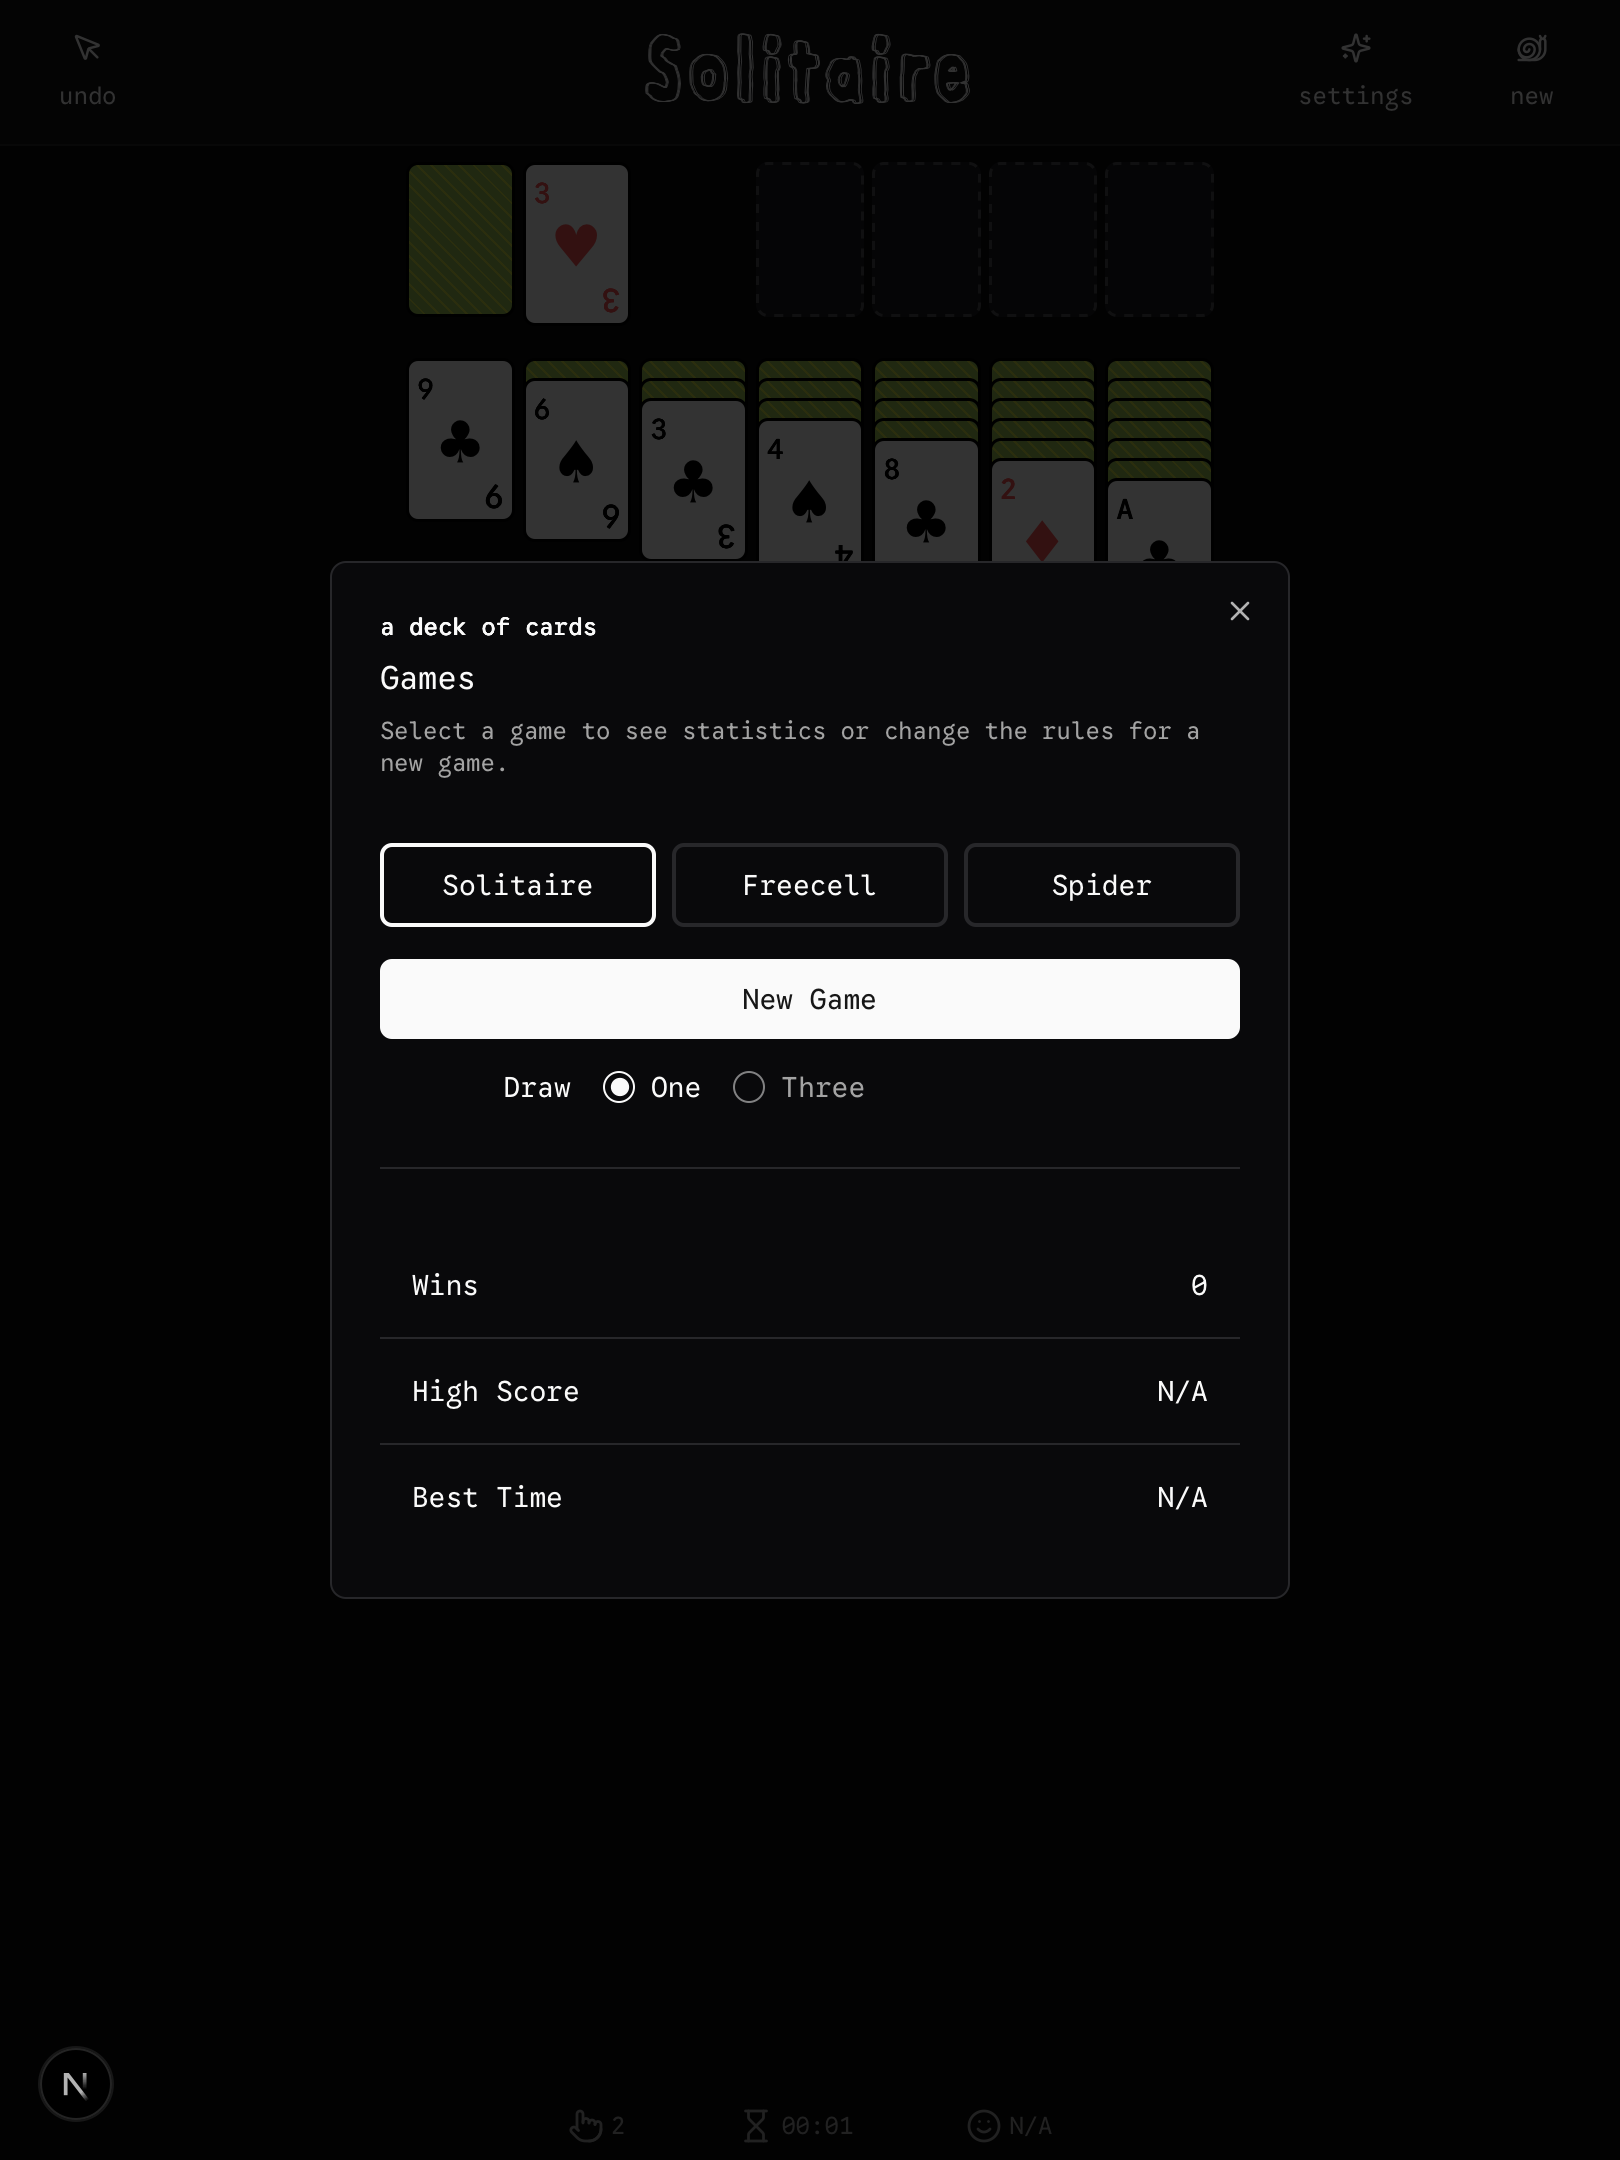 undo
Solitaire
settings
new
3
3
9
9
6
6
3
3
4
4
8
2
A
a deck of cards
Games
Select a game to see statistics or change the rules for a
new game.
Solitaire
Freecell
Spider
New Game
Draw
One
Three
Wins
0
High Score
N/A
Best Time
N/A
N
2
00:01
N/A